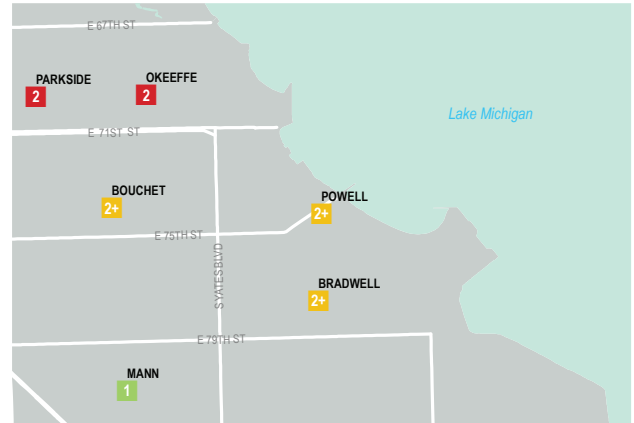 E 67TH ST
PARKSIDE
2
OKEEFFE
2
Lake Michigan
E 71ST ST
BOUCHET
2+
POWELL
2+
E 75TH ST
S YATES BLVD
BRADWELL
2+
E 79TH ST
MANN
1